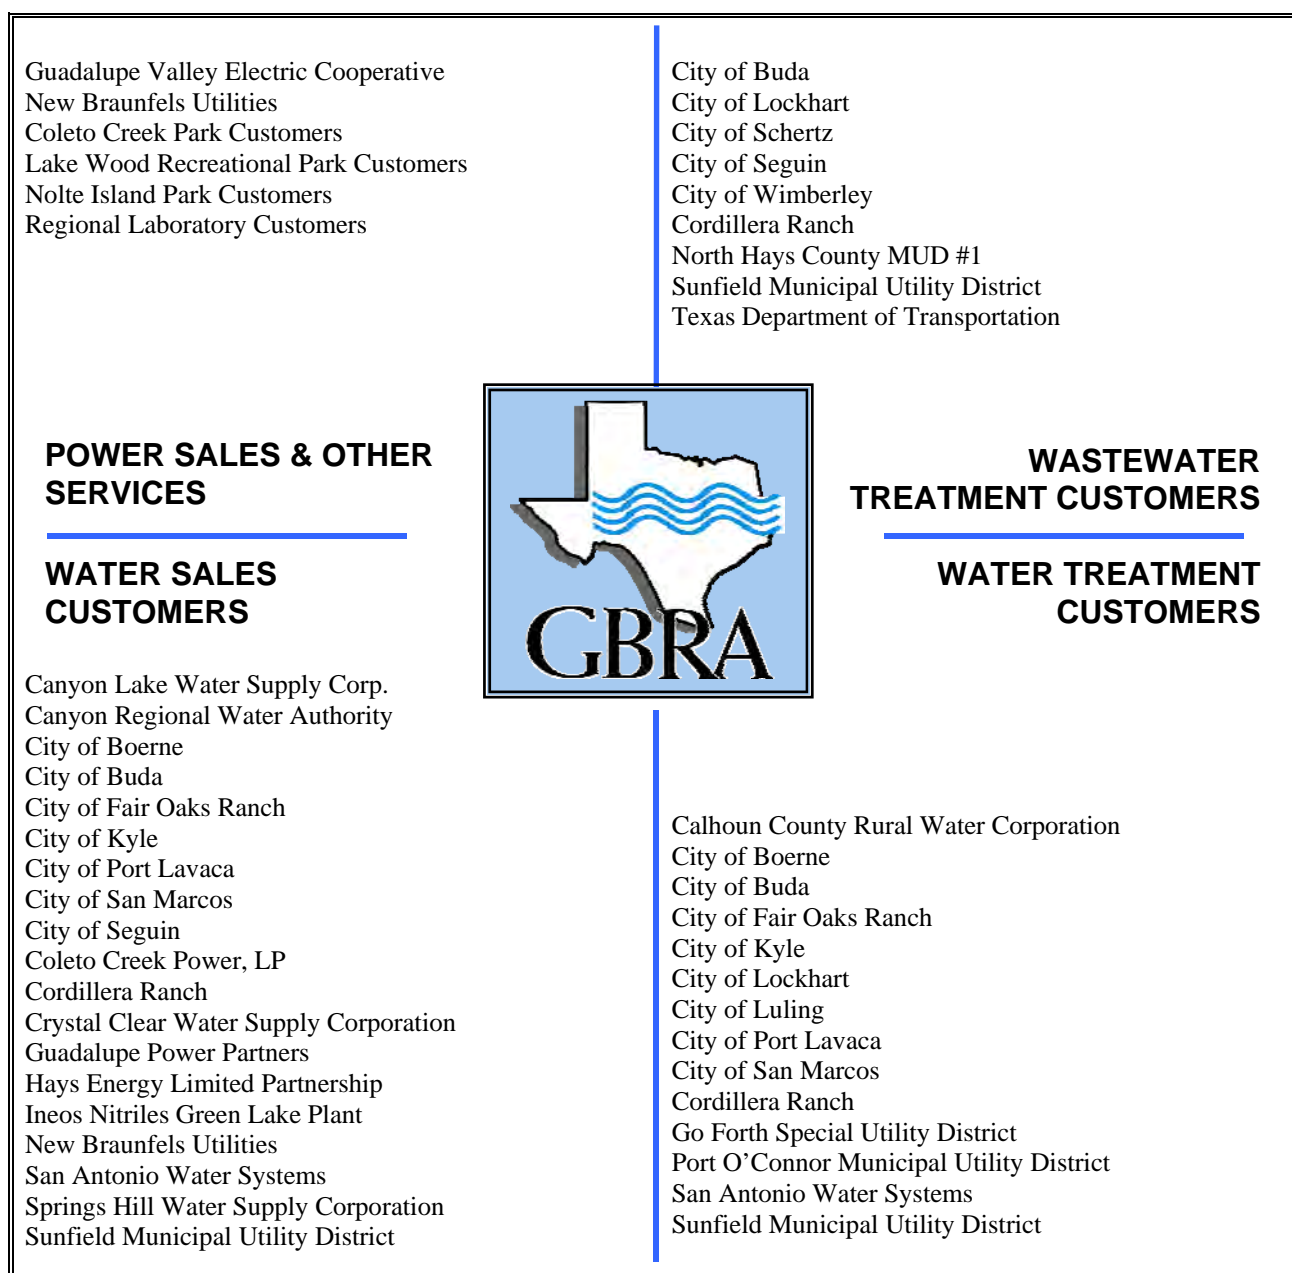 Guadalupe Valley Electric Cooperative
New Braunfels Utilities
Coleto Creek Park Customers
Lake Wood Recreational Park Customers
Nolte Island Park Customers
Regional Laboratory Customers
City of Buda
City of Lockhart
City of Schertz
City of Seguin
City of Wimberley
Cordillera Ranch
North Hays County MUD #1
Sunfield Municipal Utility District
Texas Department of Transportation
POWER SALES & OTHER
SERVICES
WASTEWATER
TREATMENT CUSTOMERS
GBRA
WATER SALES
CUSTOMERS
WATER TREATMENT
CUSTOMERS
Canyon Lake Water Supply Corp.
Canyon Regional Water Authority
City of Boerne
City of Buda
City of Fair Oaks Ranch
City of Kyle
City of Port Lavaca
City of San Marcos
City of Seguin
Coleto Creek Power, LP
Cordillera Ranch
Crystal Clear Water Supply Corporation
Guadalupe Power Partners
Hays Energy Limited Partnership
Ineos Nitriles Green Lake Plant
New Braunfels Utilities
San Antonio Water Systems
Springs Hill Water Supply Corporation
Sunfield Municipal Utility District
Calhoun County Rural Water Corporation
City of Boerne
City of Buda
City of Fair Oaks Ranch
City of Kyle
City of Lockhart
City of Luling
City of Port Lavaca
City of San Marcos
Cordillera Ranch
Go Forth Special Utility District
Port O’Connor Municipal Utility District
San Antonio Water Systems
Sunfield Municipal Utility District